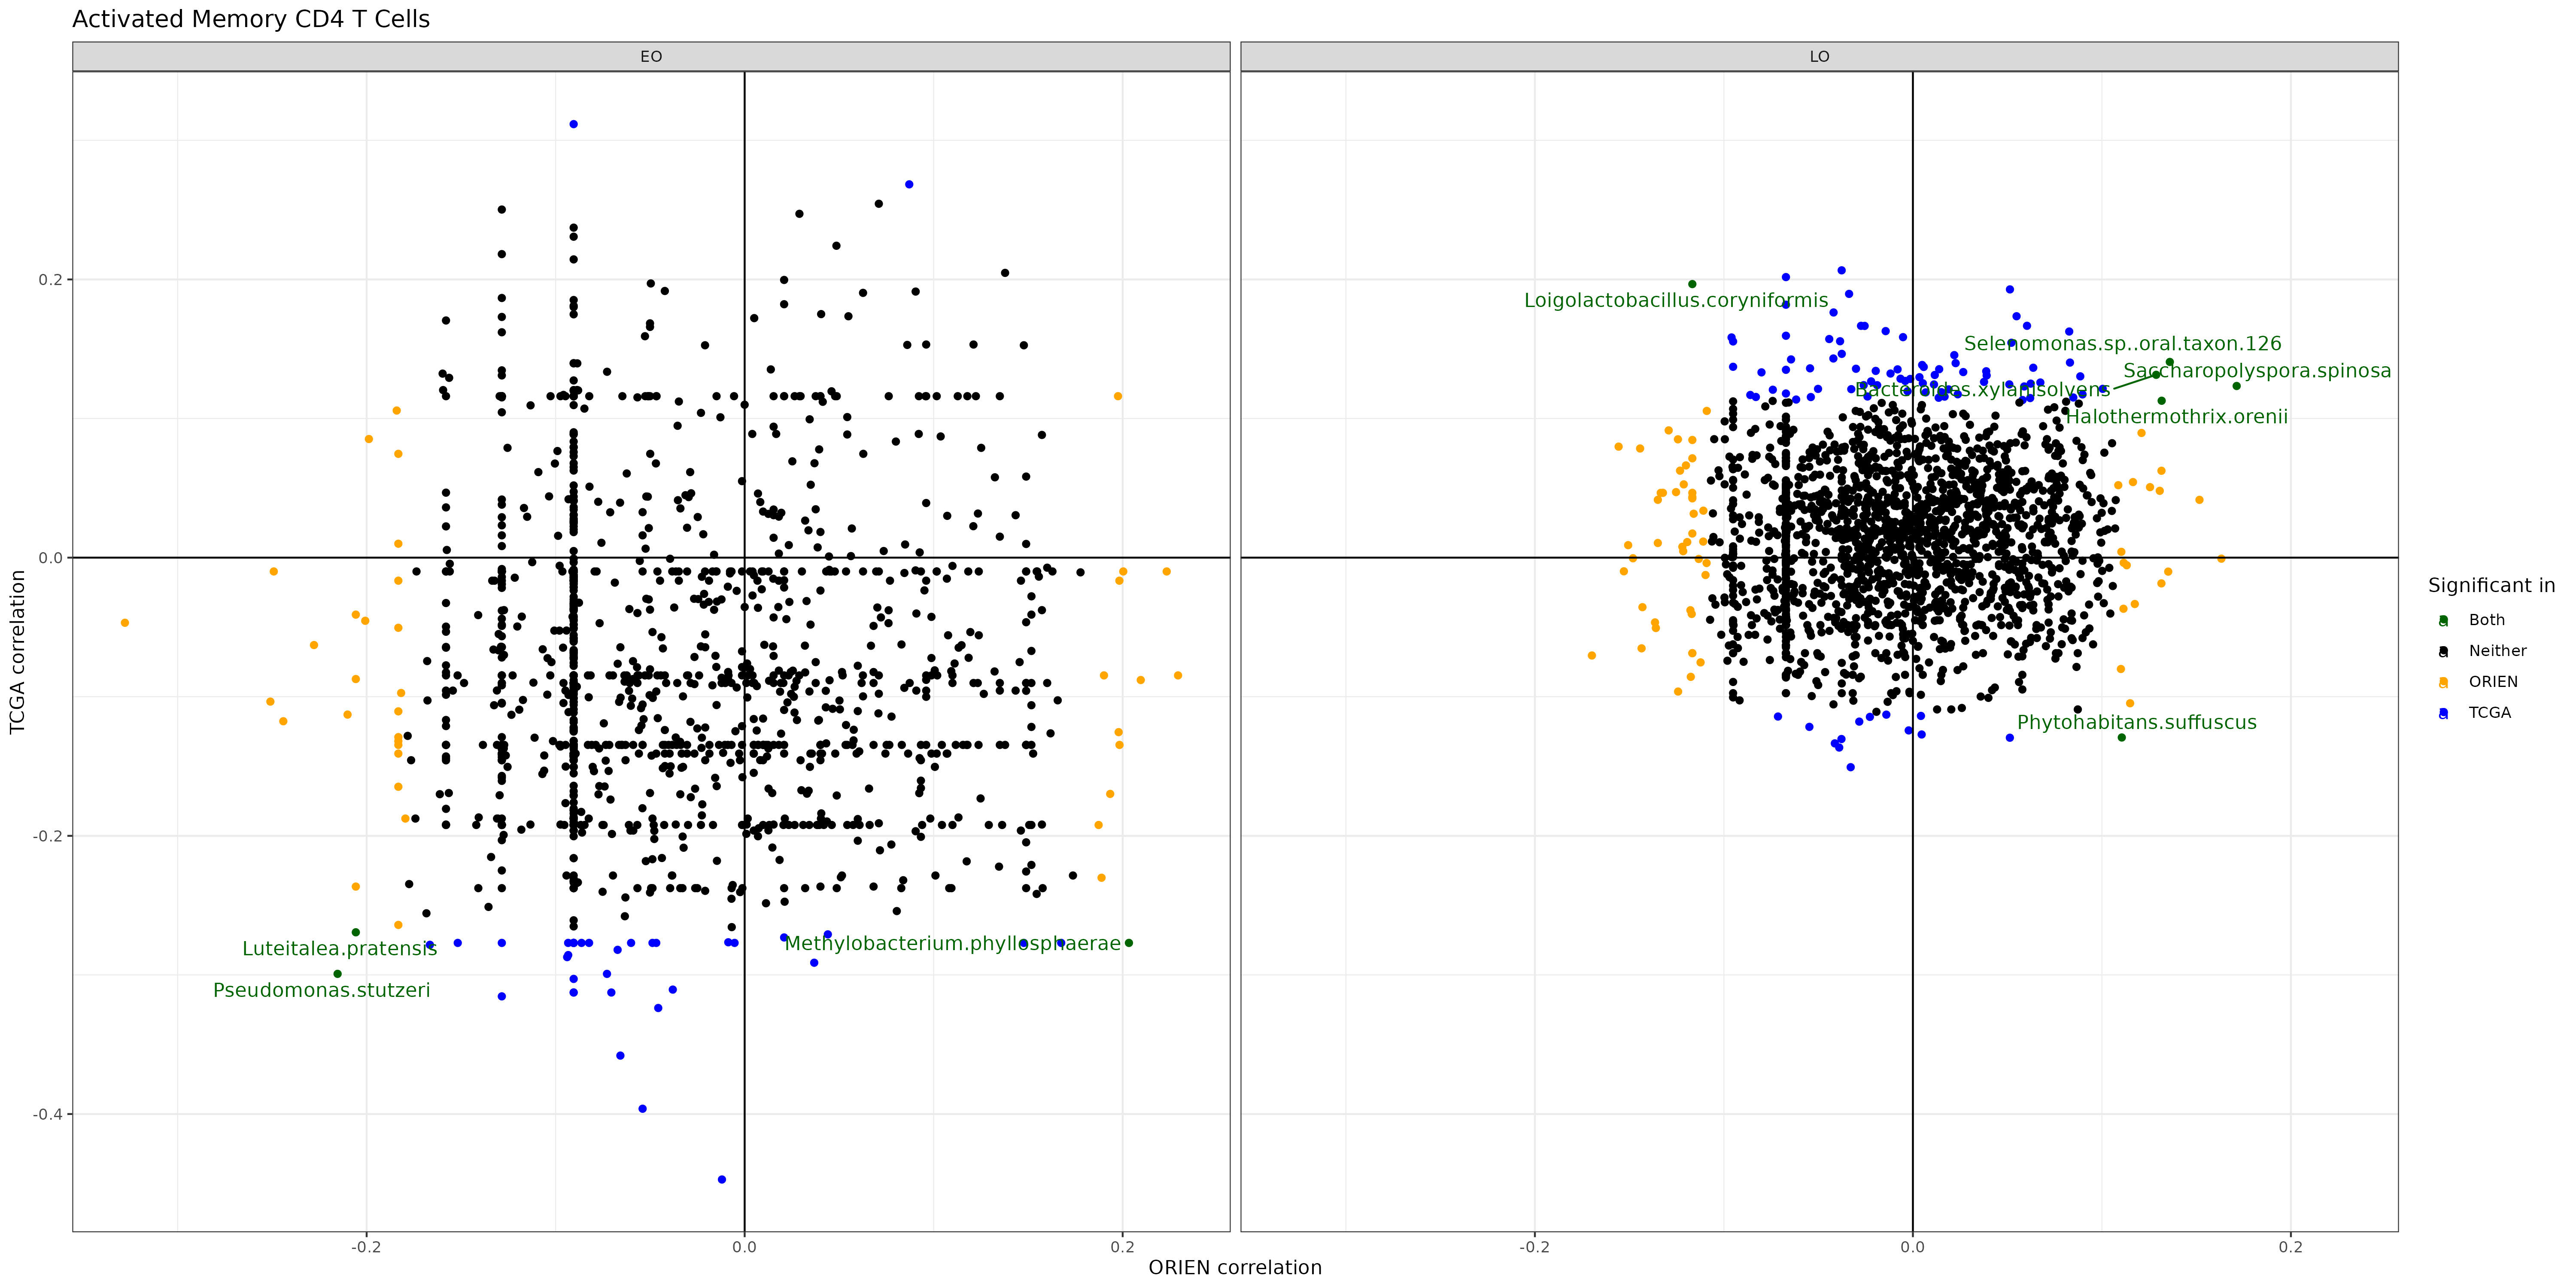 Activated Memory CD4 T Cells
EO
LO
TCGA correlation
0.2
0.0
-0.2
-0.4
Loigolactobacillus.coryniformis
Selenomonas.sp..oral.taxon.126
Saccharopolyspora.spinosa
Bacteroides.xylanisolvens
Halothermothrix.orenii
Phytohabitans.suffuscus
Luteitalea.pratensis
Methylobacterium.phyllosphaerae
Pseudomonas.stutzeri
-0.2
0.0
0.2
-0.2
0.0
0.2
ORIEN correlation
Significant in
a Both
a Neither
a ORIEN
a TCGA